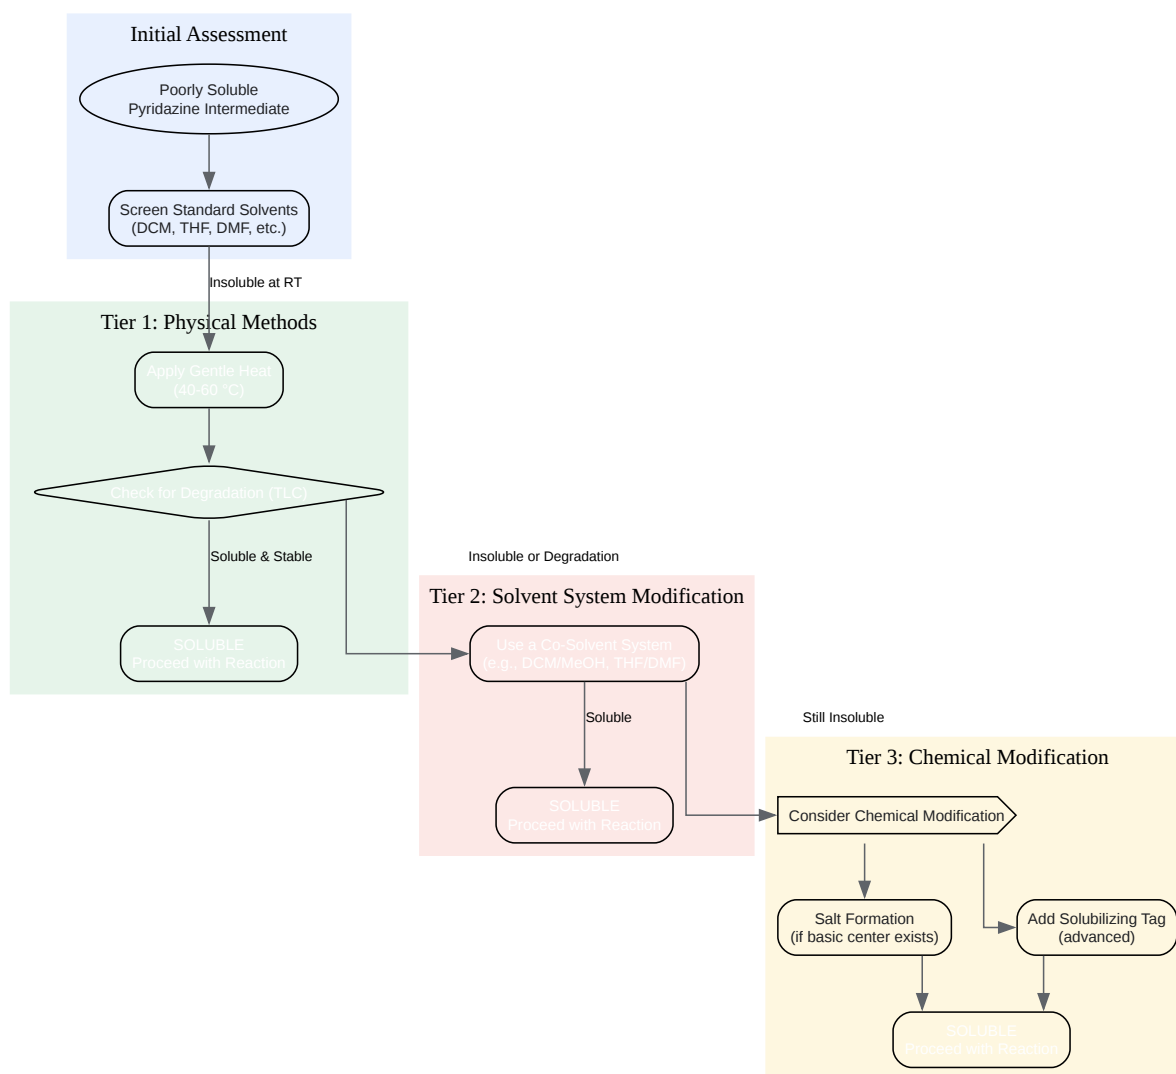 Initial Assessment
Poorly Soluble
Pyridazine Intermediate
Screen Standard Solvents
(DCM, THF, DMF, etc.)
Insoluble at RT
Tier 1: Physical Methods
Apply Gentle Heat
(40-60 °C)
Check for Degradation (TLC)
Soluble & Stable
Insoluble or Degradation
SOLUBLE
Proceed with Reaction
Tier 2: Solvent System Modification
Use a Co-Solvent System
(e.g., DCM/MeOH, THF/DMF)
Soluble
Still Insoluble
SOLUBLE
Proceed with Reaction
Tier 3: Chemical Modification
Consider Chemical Modification
Salt Formation
(if basic center exists)
Add Solubilizing Tag
(advanced)
SOLUBLE
Proceed with Reaction